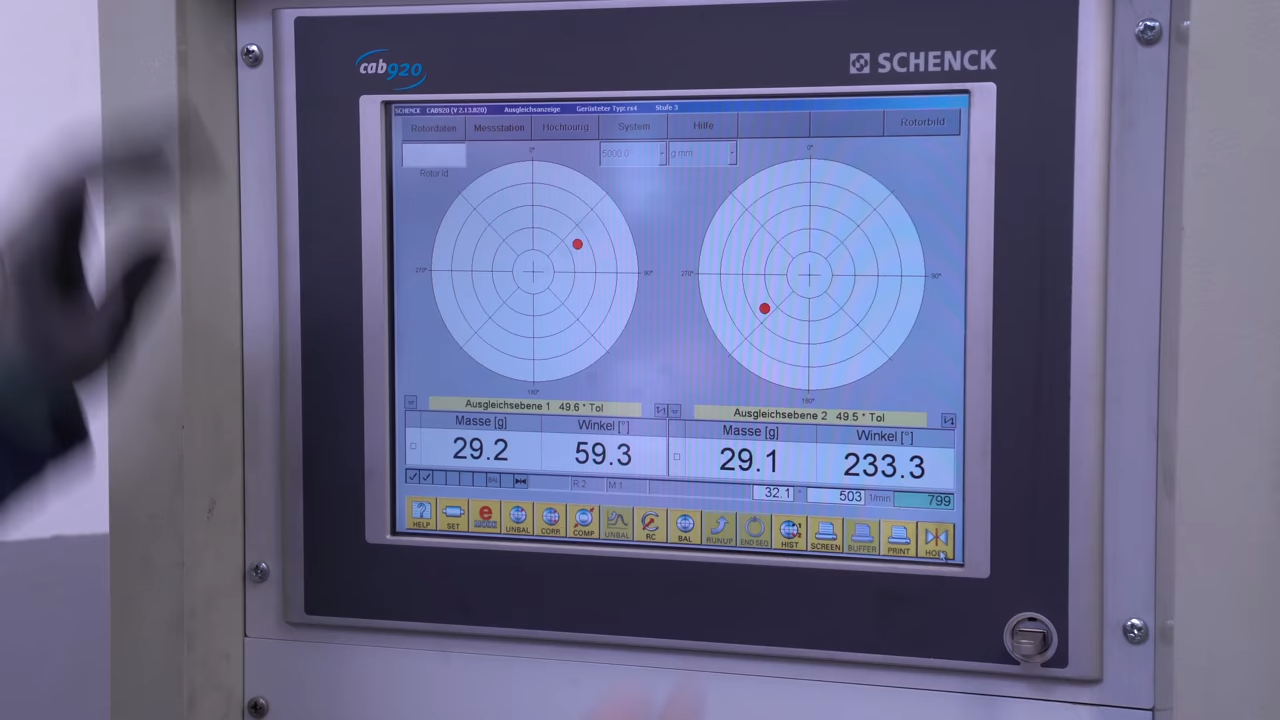 cab920
SCHENCK
SCHENCK CAB920 (V 2.13.820) Ausgleichsanzeige Gerüsteter Typ: rs4 Stufe 3
Rotordaten Messstation Hochtourig System Hilfe Rotorbild
5000.0 g mm
Rotor Id
0° 0°
270° 90° 270° 90°
180° 180°
Ausgleichsebene 1 49.6 * Tol
Ausgleichsebene 2 49.5 * Tol
Masse [g] Winkel [°] Masse [g] Winkel [°]
29.2 59.3 29.1 233.3
R 2 M 1 32.1 ° 503 1/min 799
HELP SET UNBAL CORR COMP UNBAL RC BAL RUNUP END SEQ HIST SCREEN BUFFER PRINT HOLD